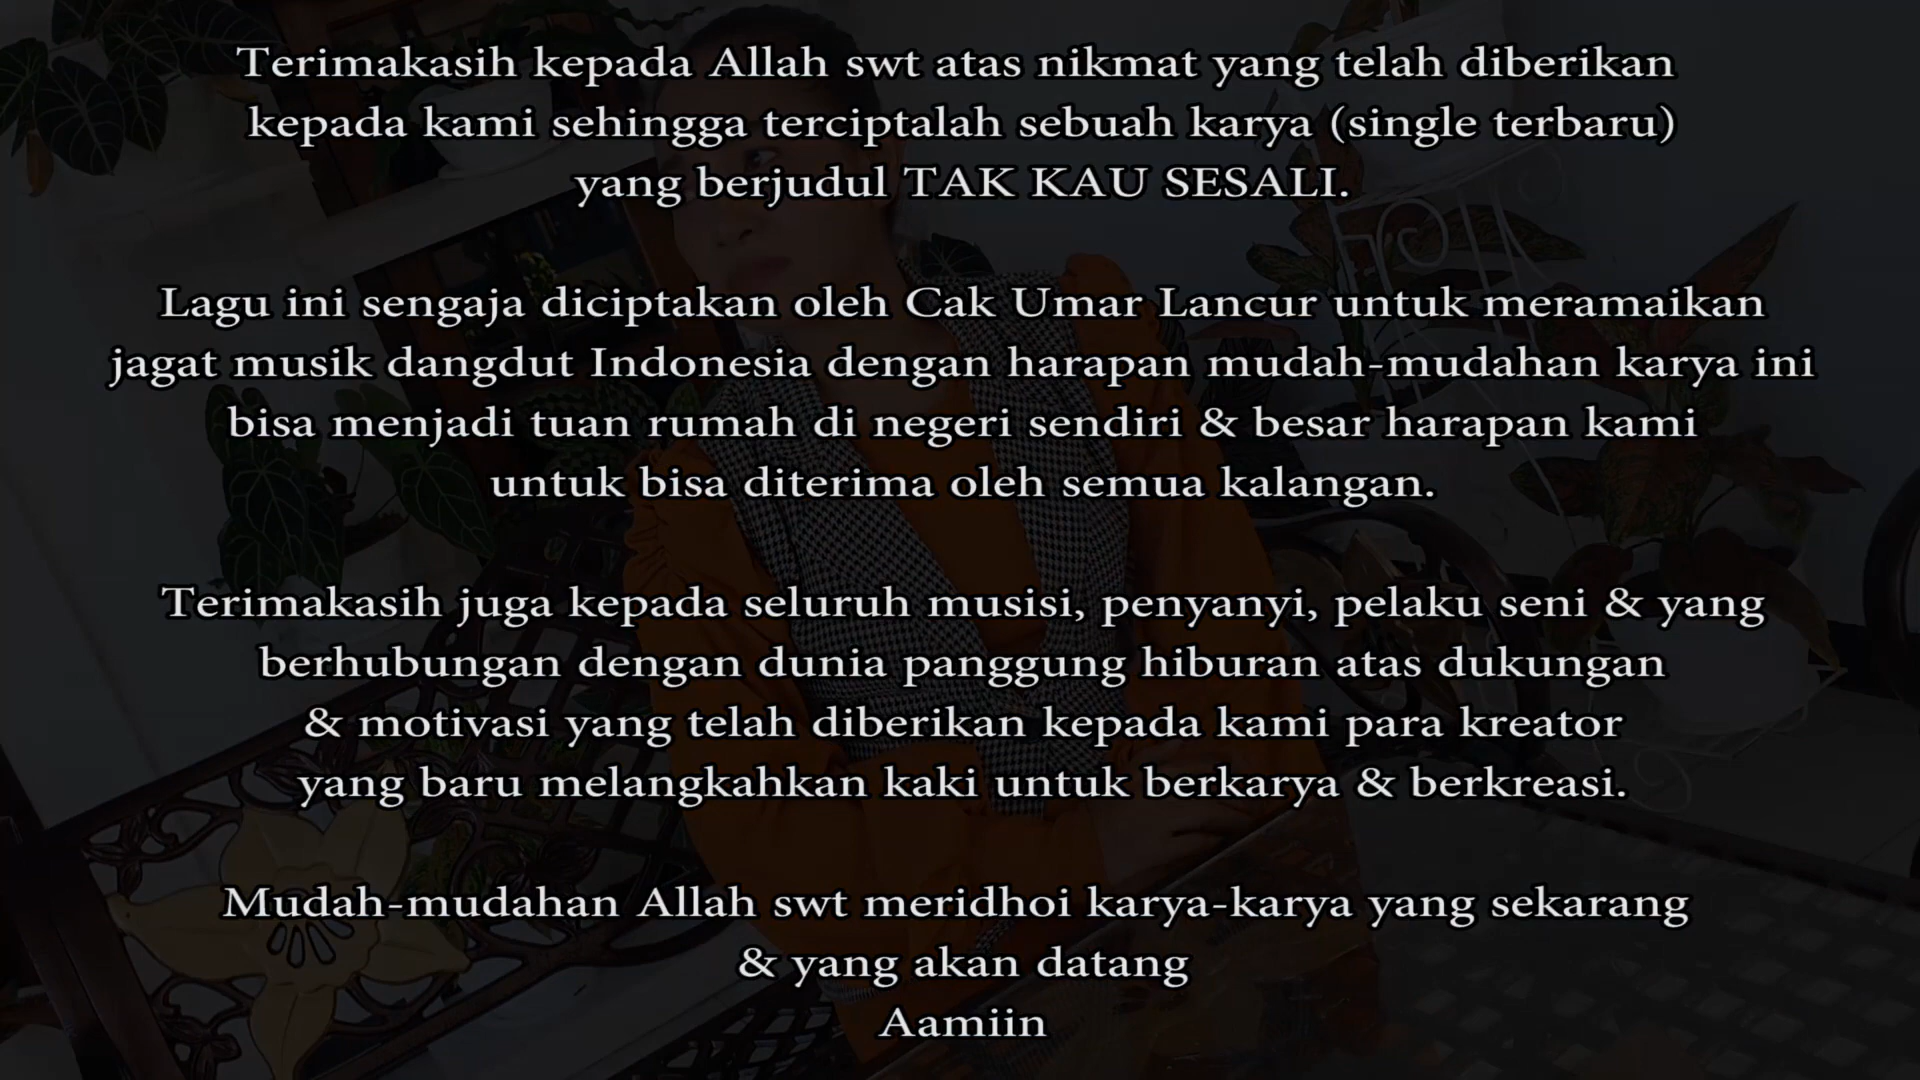 Terimakasih kepada Allah swt atas nikmat yang telah diberikan
kepada kami sehingga terciptalah sebuah karya (single terbaru)
yang berjudul TAK KAU SESALI.
Lagu ini sengaja diciptakan oleh Cak Umar Lancur untuk meramaikan
jagat musik dangdut Indonesia dengan harapan mudah-mudahan karya ini
bisa menjadi tuan rumah di negeri sendiri & besar harapan kami
untuk bisa diterima oleh semua kalangan.
Terimakasih juga kepada seluruh musisi, penyanyi, pelaku seni & yang
berhubungan dengan dunia panggung hiburan atas dukungan
& motivasi yang telah diberikan kepada kami para kreator
yang baru melangkahkan kaki untuk berkarya & berkreasi.
Mudah-mudahan Allah swt meridhoi karya-karya yang sekarang
& yang akan datang
Aamiin